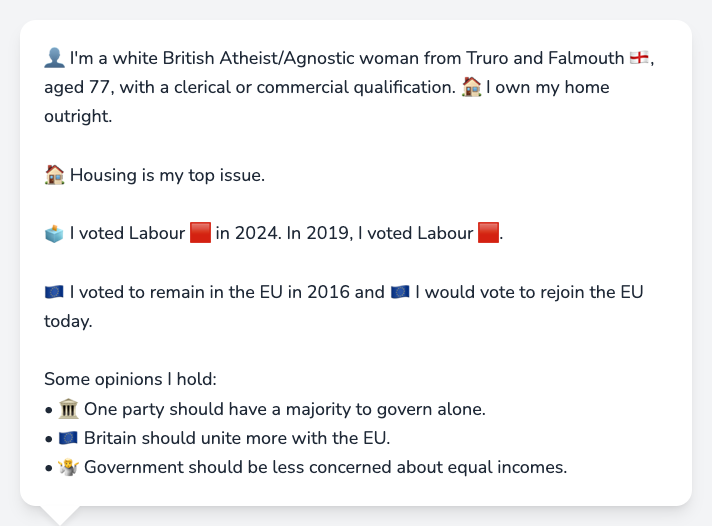 👤 I'm a white British Atheist/Agnostic woman from Truro and Falmouth 🏴󠁧󠁢󠁥󠁮󠁧󠁿,
aged 77, with a clerical or commercial qualification. 🏠 I own my home
outright.
🏠 Housing is my top issue.
🗳️ I voted Labour 🟥 in 2024. In 2019, I voted Labour 🟥.
🇪🇺 I voted to remain in the EU in 2016 and 🇪🇺 I would vote to rejoin the EU
today.
Some opinions I hold:
• 🏛️ One party should have a majority to govern alone.
• 🇪🇺 Britain should unite more with the EU.
• 🤷 Government should be less concerned about equal incomes.